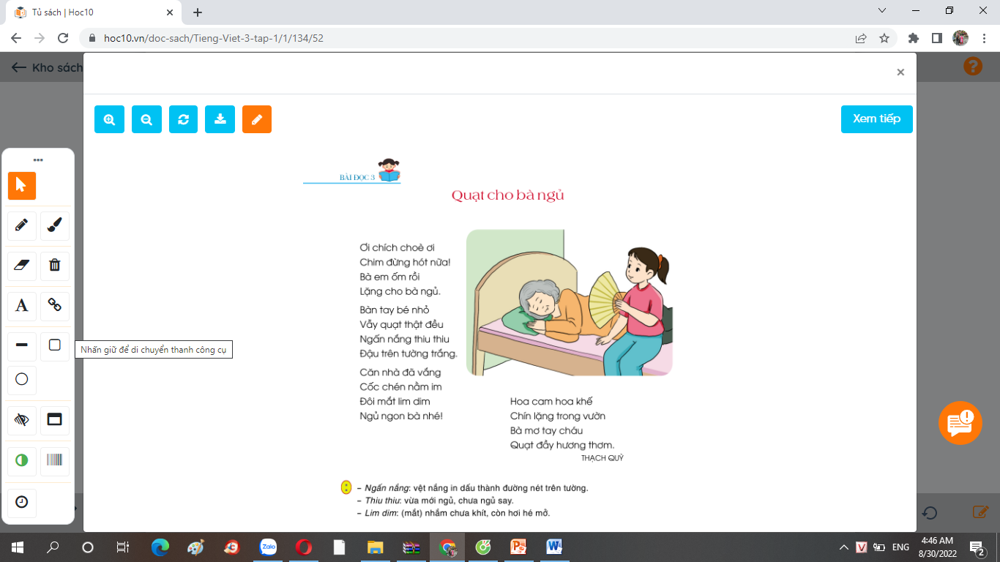 Tủ sách | Hoc10
hoc10.vn/doc-sach/Tieng-Viet-3-tap-1/1/134/52
Kho sách
Xem tiếp
BÀI ĐỌC 3
Quạt cho bà ngủ
Ơi chích choè ơi
Chim đừng hót nữa!
Bà em ốm rồi
Lặng cho bà ngủ.
Bàn tay bé nhỏ
Vẫy quạt thật đều
Ngấn nắng thiu thiu
Đậu trên tường trắng.
Căn nhà đã vắng
Cốc chén nằm im
Đôi mắt lim dim
Ngủ ngon bà nhé!
Hoa cam hoa khế
Chín lặng trong vườn
Bà mơ tay cháu
Quạt đầy hương thơm.
THẠCH QUỲ
– Ngấn nắng: vệt nắng in dấu thành đường nét trên tường.
– Thiu thiu: vừa mới ngủ, chưa ngủ say.
– Lim dim: (mắt) nhắm chưa khít, còn hơi hé mở.
A
Nhấn giữ để di chuyển thanh công cụ
Zalo
ENG
4:46 AM
8/30/2022
2